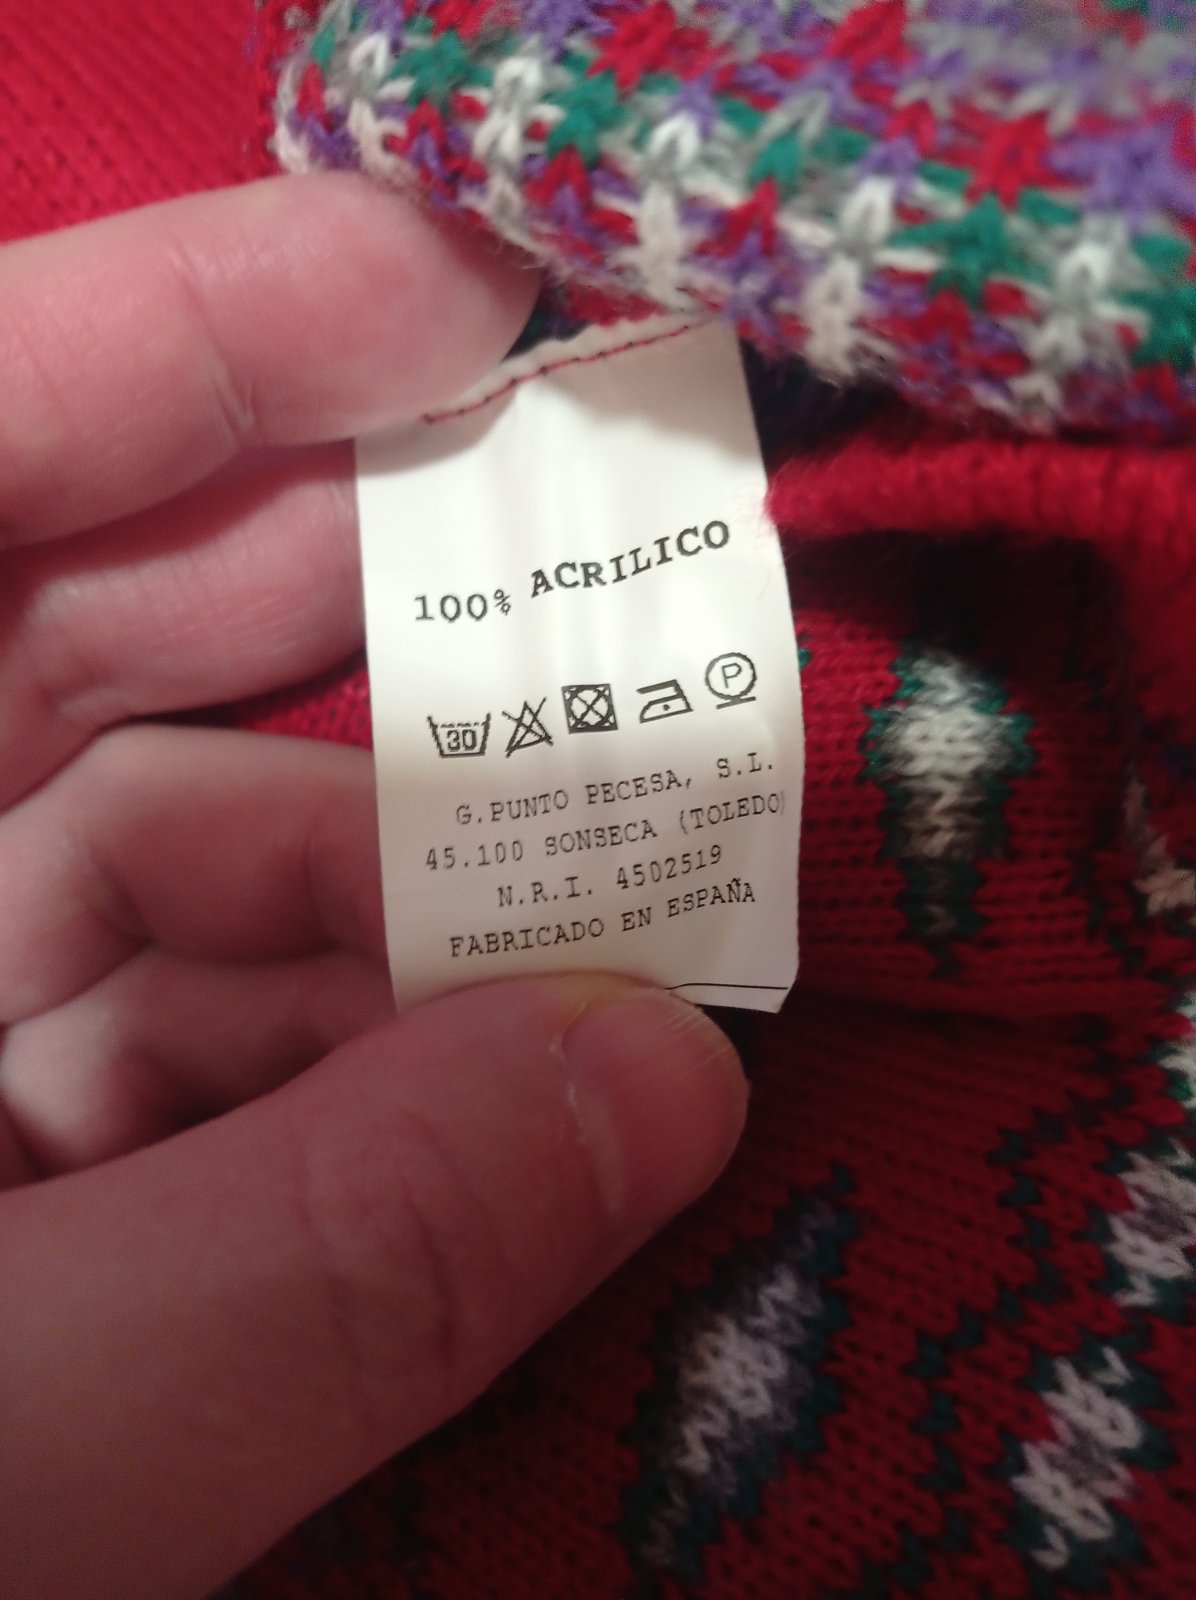 100% ACRILICO
30 P
G.PUNTO PECESA, S.L.
45.100 SONSECA (TOLEDO)
N.R.I. 4502519
FABRICADO EN ESPAÑA